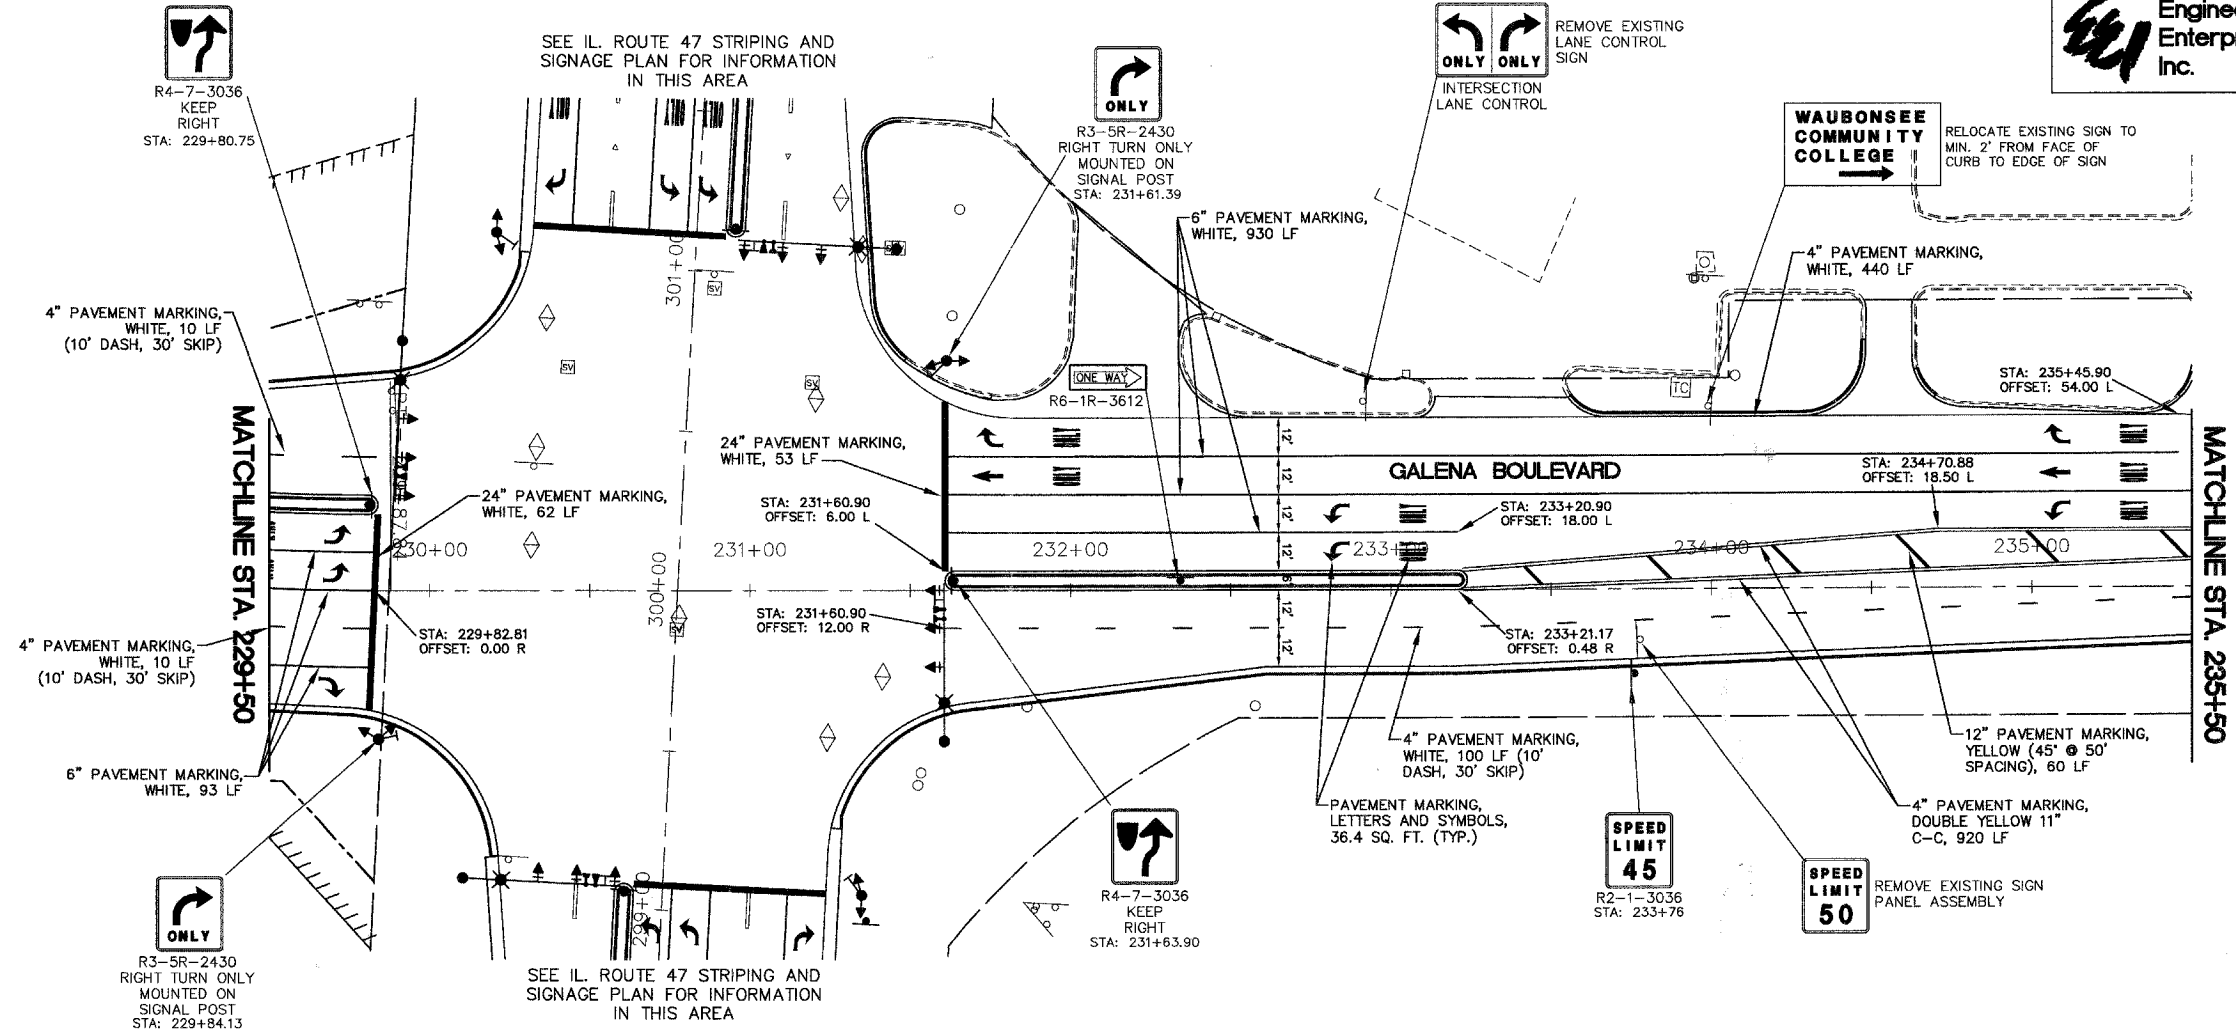 R4-7-3036
KEEP
RIGHT
STA: 229+80.75
SEE IL. ROUTE 47 STRIPING AND
SIGNAGE PLAN FOR INFORMATION
IN THIS AREA
ONLY
R3-5R-2430
RIGHT TURN ONLY
MOUNTED ON
SIGNAL POST
STA: 231+61.39
ONLY ONLY
INTERSECTION
LANE CONTROL
REMOVE EXISTING
LANE CONTROL
SIGN
Enterp
Inc.
WAUBONSEE
COMMUNITY
COLLEGE
RELOCATE EXISTING SIGN TO
MIN. 2' FROM FACE OF
CURB TO EDGE OF SIGN
6" PAVEMENT MARKING,
WHITE, 930 LF
4" PAVEMENT MARKING,
WHITE, 440 LF
4" PAVEMENT MARKING,
WHITE, 10 LF
(10' DASH, 30' SKIP)
301+00
SV
SV
SV
ONE WAY
R6-1R-3612
TC
STA: 235+45.90
OFFSET: 54.00 L
MATCHLINE STA. 229+50
24" PAVEMENT MARKING,
WHITE, 53 LF
24" PAVEMENT MARKING,
WHITE, 62 LF
STA: 231+60.90
OFFSET: 6.00 L
12'
12'
12'
12'
6'
12'
12'
GALENA BOULEVARD
STA: 233+20.90
OFFSET: 18.00 L
STA: 234+70.88
OFFSET: 18.50 L
MATCHLINE STA. 235+50
230+00
231+00
232+00
233+00
234+00
235+00
300+00
SV
STA: 231+60.90
OFFSET: 12.00 R
STA: 229+82.81
OFFSET: 0.00 R
STA: 233+21.17
OFFSET: 0.48 R
4" PAVEMENT MARKING,
WHITE, 10 LF
(10' DASH, 30' SKIP)
6" PAVEMENT MARKING,
WHITE, 93 LF
4" PAVEMENT MARKING,
WHITE, 100 LF (10'
DASH, 30' SKIP)
PAVEMENT MARKING,
LETTERS AND SYMBOLS,
36.4 SQ. FT. (TYP.)
12" PAVEMENT MARKING,
YELLOW (45° @ 50'
SPACING), 60 LF
4" PAVEMENT MARKING,
DOUBLE YELLOW 11"
C-C, 920 LF
299+00
R4-7-3036
KEEP
RIGHT
STA: 231+63.90
SPEED
LIMIT
45
R2-1-3036
STA: 233+76
SPEED
LIMIT
50
REMOVE EXISTING SIGN
PANEL ASSEMBLY
ONLY
R3-5R-2430
RIGHT TURN ONLY
MOUNTED ON
SIGNAL POST
STA: 229+84.13
SEE IL. ROUTE 47 STRIPING AND
SIGNAGE PLAN FOR INFORMATION
IN THIS AREA